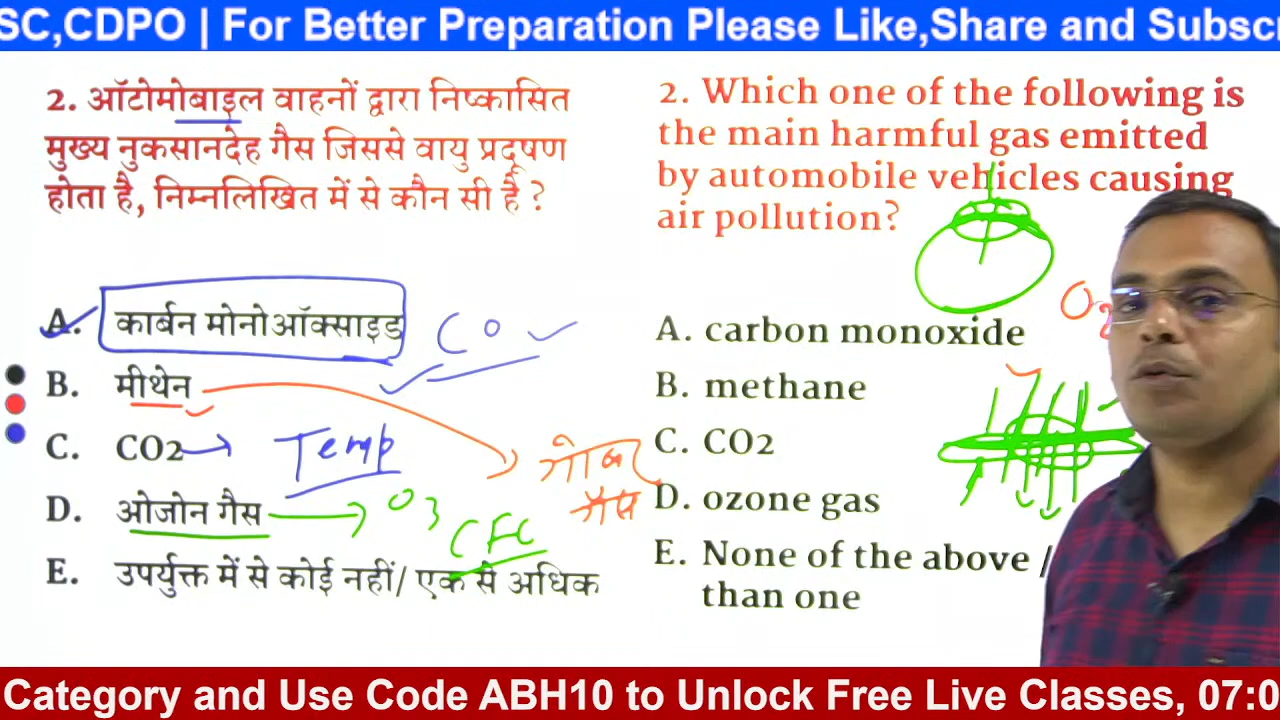 SC,CDPO | For Better Preparation Please Like,Share and Subscri
2. ऑटोमोबाइल वाहनों द्वारा निष्कासित
मुख्य नुकसानदेह गैस जिससे वायु प्रदूषण
होता है, निम्नलिखित में से कौन सी है ?
A. कार्बन मोनोऑक्साइड CO
B. मीथेन
C. CO2 Temp
गोबर
गैस
D. ओजोन गैस O3
CFC
E. उपर्युक्त में से कोई नहीं/ एक से अधिक
2. Which one of the following is
the main harmful gas emitted
by automobile vehicles causing
air pollution?
O2
A. carbon monoxide
B. methane
C. CO2
D. ozone gas
E. None of the above /
than one
Category and Use Code ABH10 to Unlock Free Live Classes, 07:0